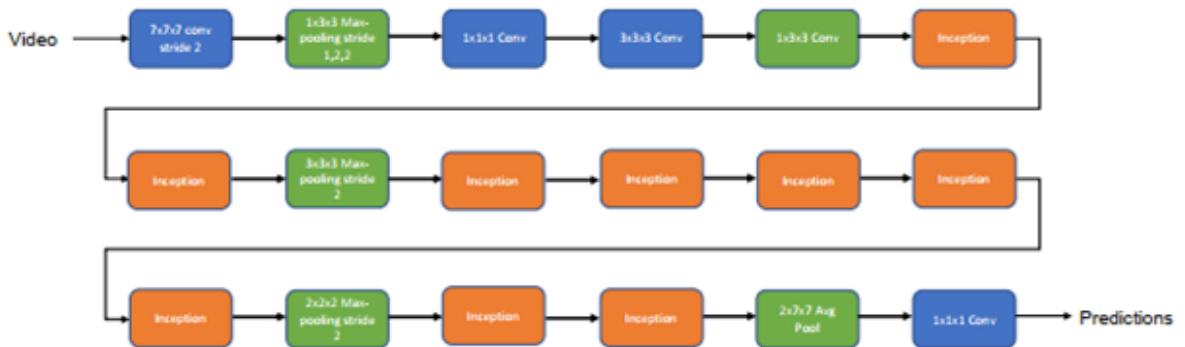 Video
7x7x7 conv
stride 2
1x3x3 Max-
pooling stride
1,2,2
1x1x1 Conv
3x3x3 Conv
1x3x3 Conv
Inception
Inception
3x3x3 Max-
pooling stride
2
Inception
Inception
Inception
Inception
Inception
2x2x2 Max-
pooling stride
2
Inception
Inception
2x7x7 Avg
Pool
1x1x1 Conv
Predictions